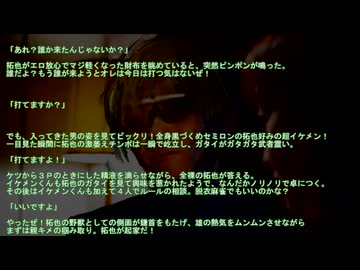 「あれ？誰か来たんじゃないか？」
拓也がエロ放心でマジ軽くなった財布を眺めていると、突然ピンポンが鳴った。
誰だよ？もう誰が来ようとオレは今日は打つ気はないぜ！
「打てますか？」
でも、入ってきた男の姿を見てビックリ！全身黒づくめセミロンの拓也好みの超イケメン！
一目見た瞬間に拓也の激萎えチンポは一瞬で屹立し、ガタイがガタガタ武者震い。
「打てますよ！」
ケツから３Ｐのときにした精液を滴らせながら、全裸の拓也が答える。
イケメンくんも拓也のガタイを見て興味を惹かれたようで、なんだかノリノリで卓につく。
その後はイケメンくんも加えて４人でルールの相談。脱衣麻雀でもいいのかな？
「いいですよ」
やったぜ！拓也の野獣としての側面が鎌首をもたげ、雄の熱気をムンムンさせながら
まずは親キメの掴み取り。拓也が起家だ！